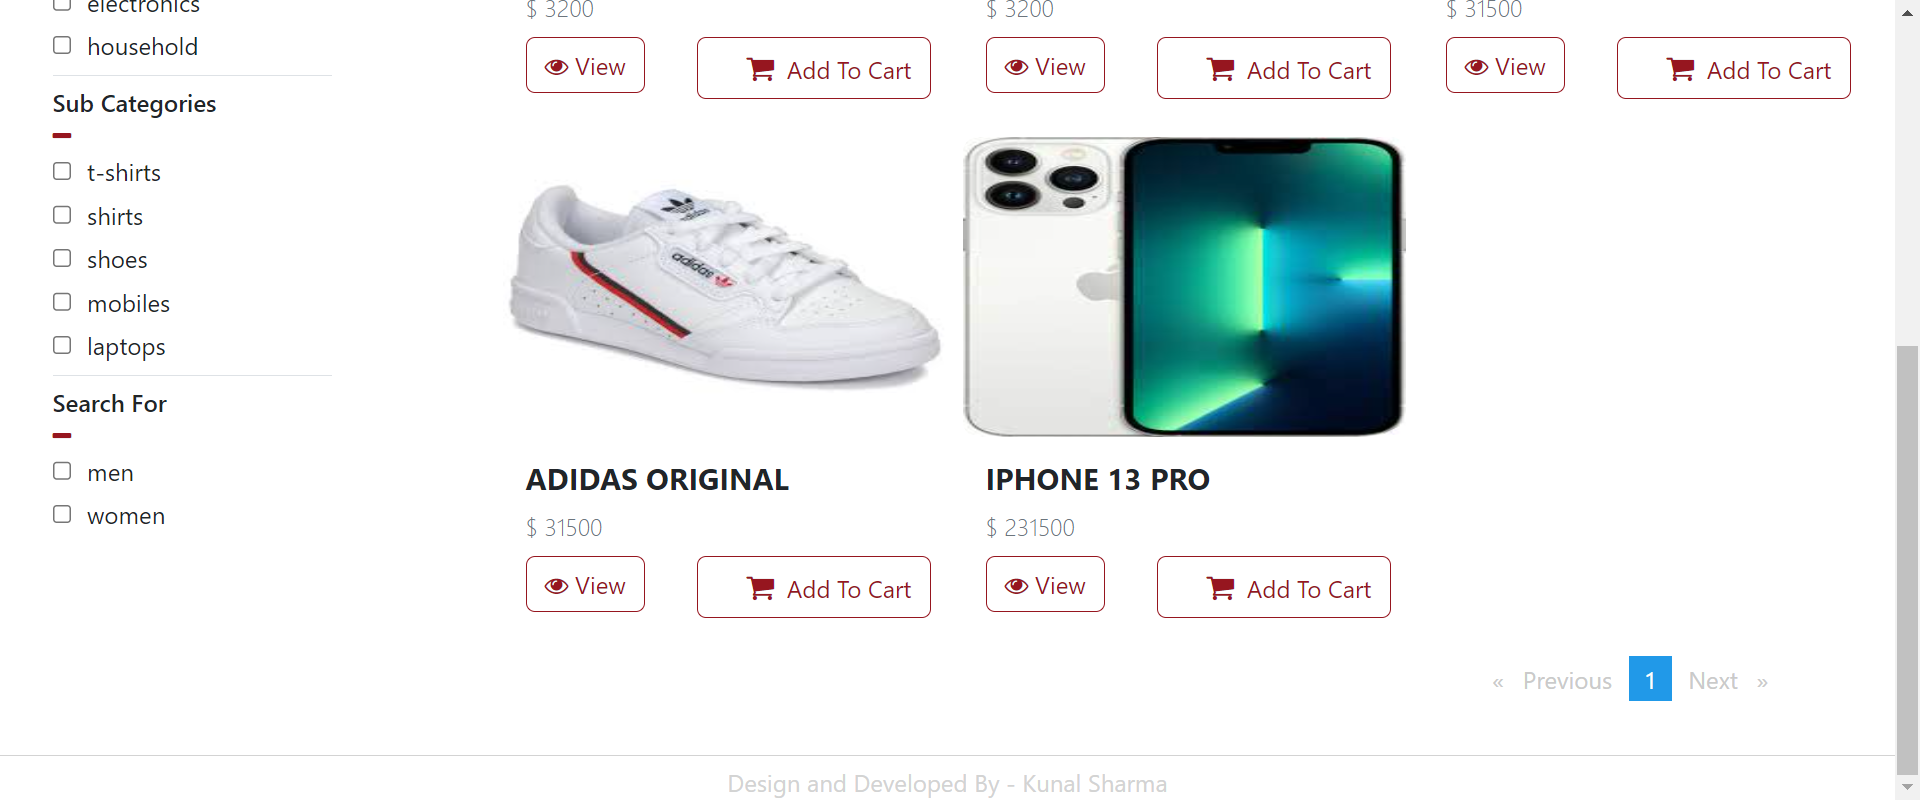 electronics
household
Sub Categories
t-shirts
shirts
shoes
mobiles
laptops
Search For
men
women
$ 3200
$ 3200
$ 31500
View
Add To Cart
View
Add To Cart
View
Add To Cart
adidas
adidas
ADIDAS ORIGINAL
IPHONE 13 PRO
$ 31500
$ 231500
View
Add To Cart
View
Add To Cart
« Previous 1 Next »
Design and Developed By - Kunal Sharma